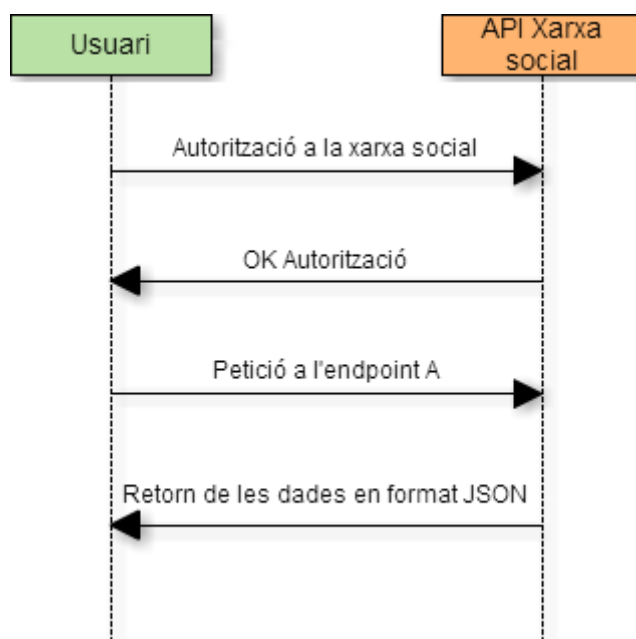 Usuari
API Xarxa
social
Autorització a la xarxa social
OK Autorització
Petició a l'endpoint A
Retorn de les dades en format JSON